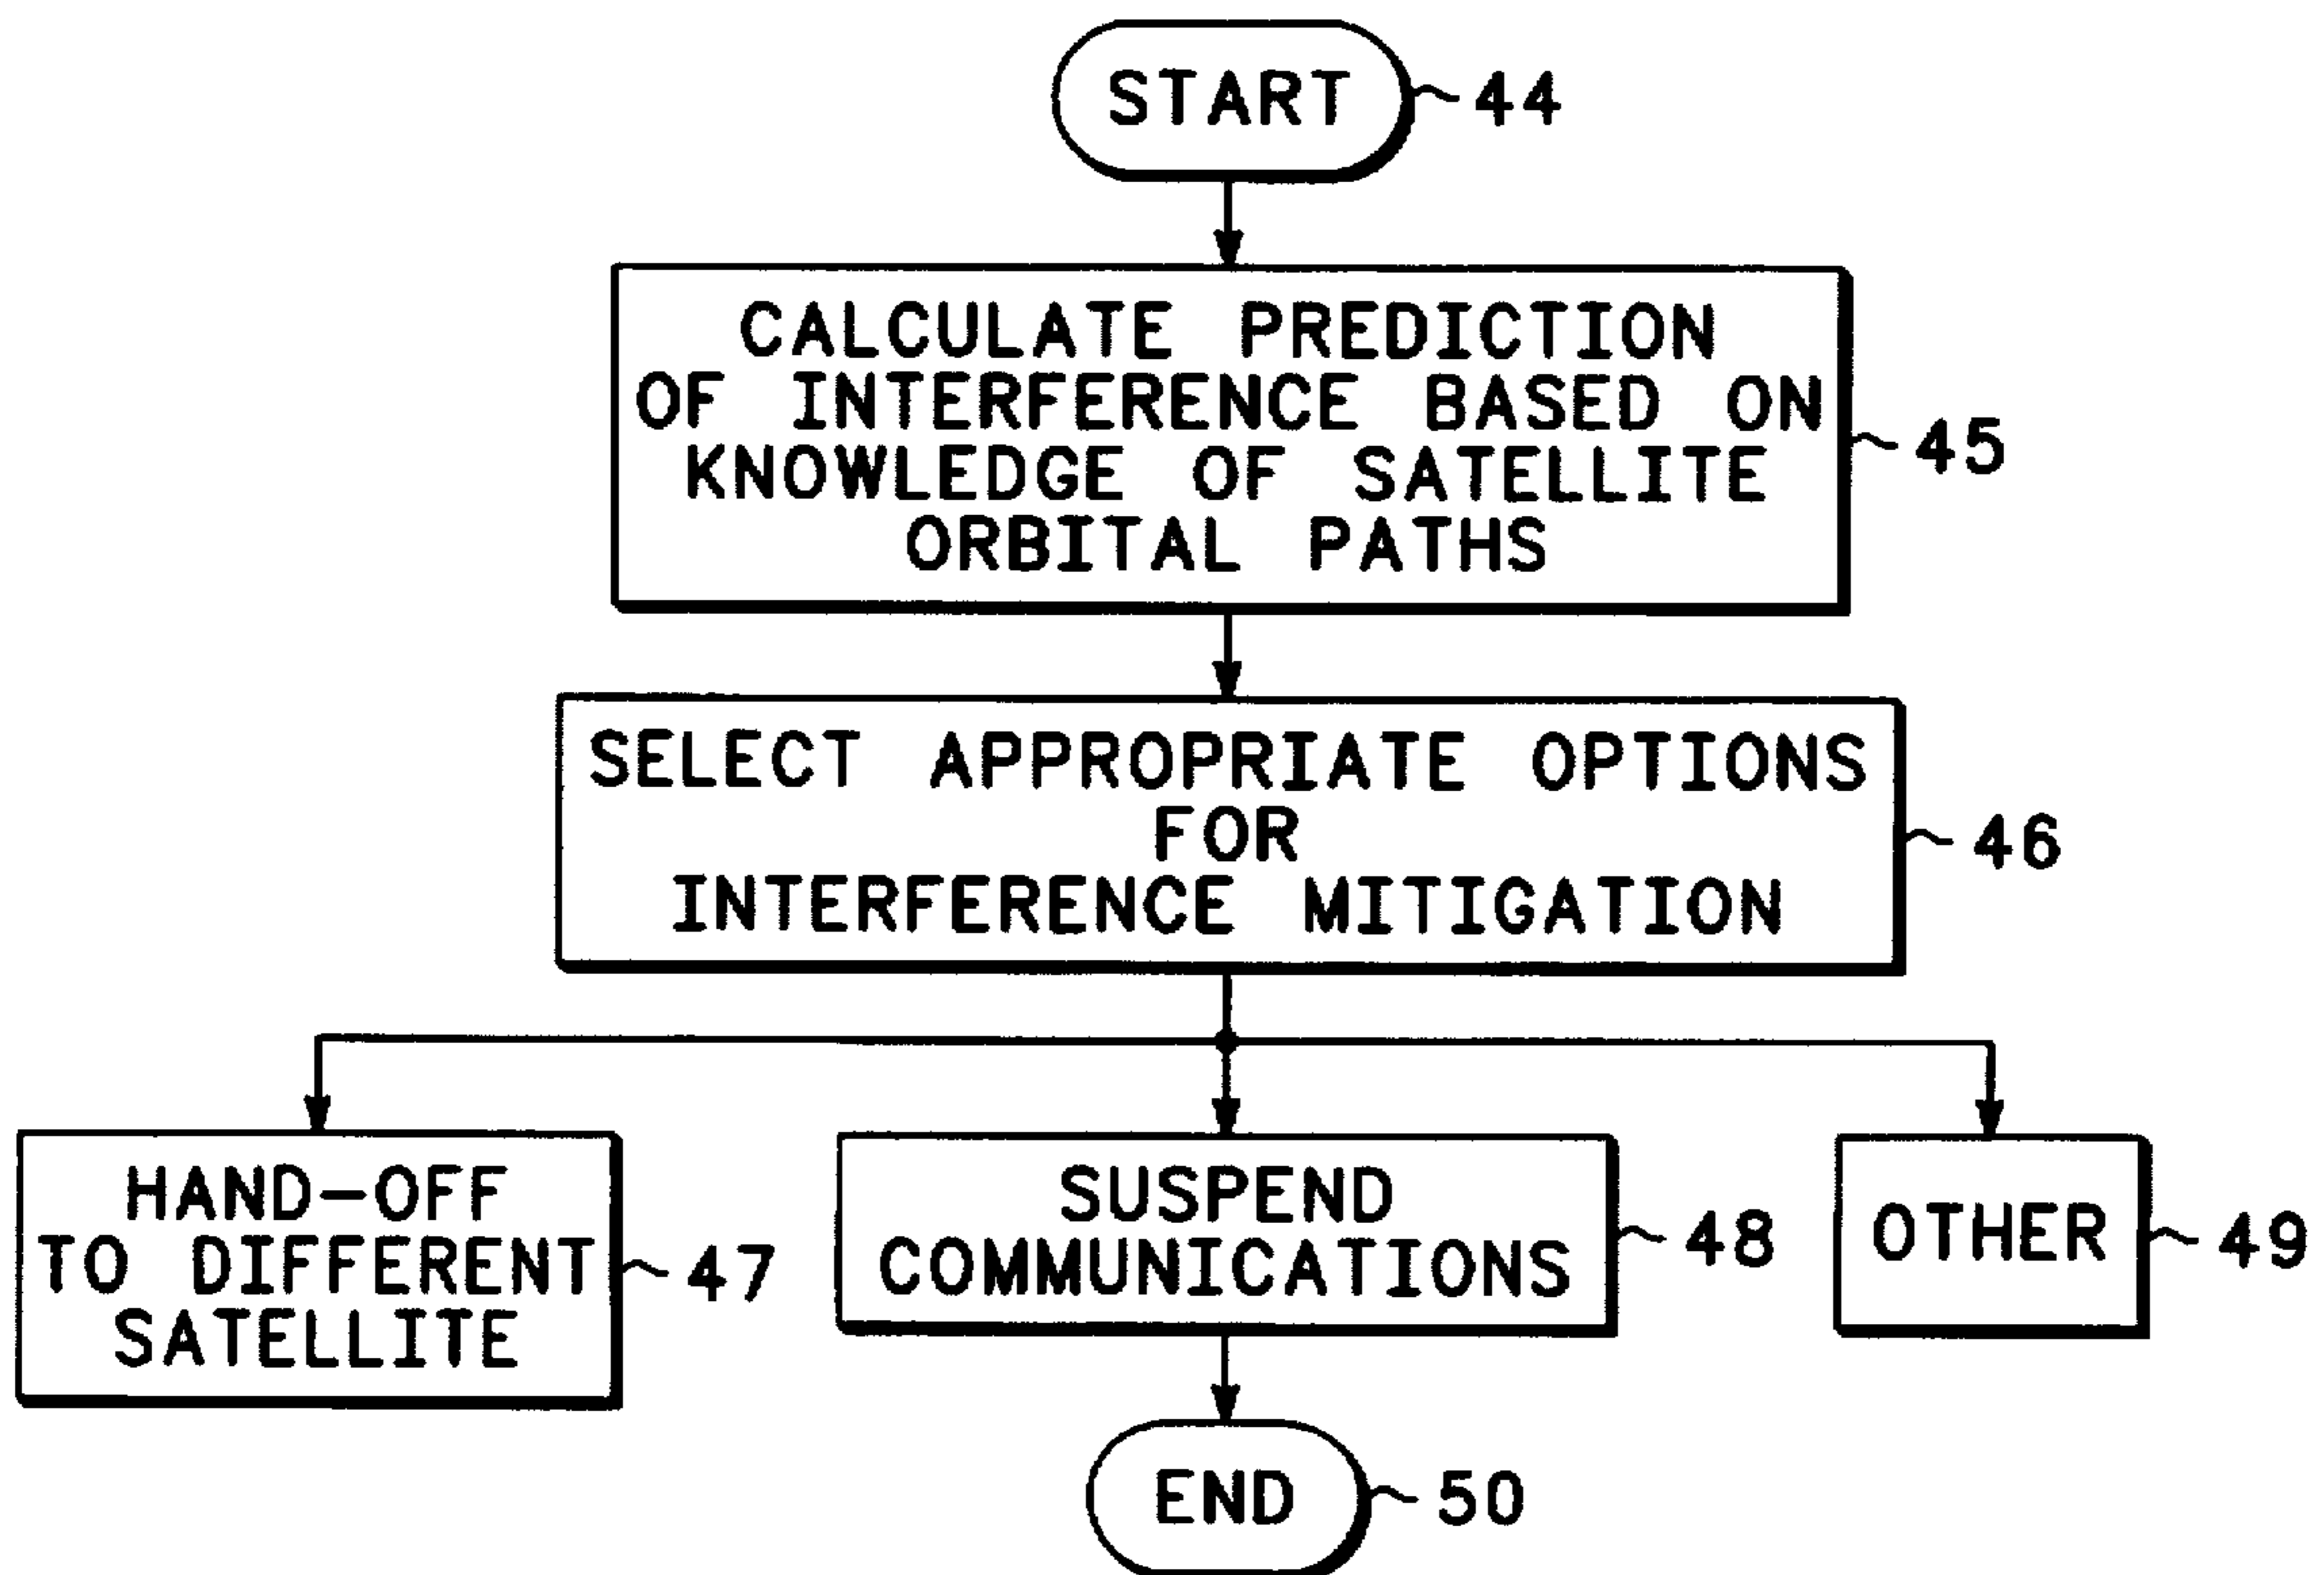 START
44
CALCULATE PREDICTION
OF INTERFERENCE BASED ON
KNOWLEDGE OF SATELLITE
ORBITAL PATHS
45
SELECT APPROPRIATE OPTIONS
FOR
INTERFERENCE MITIGATION
46
HAND-OFF
TO DIFFERENT
SATELLITE
47
SUSPEND
COMMUNICATIONS
48
OTHER
49
END
50